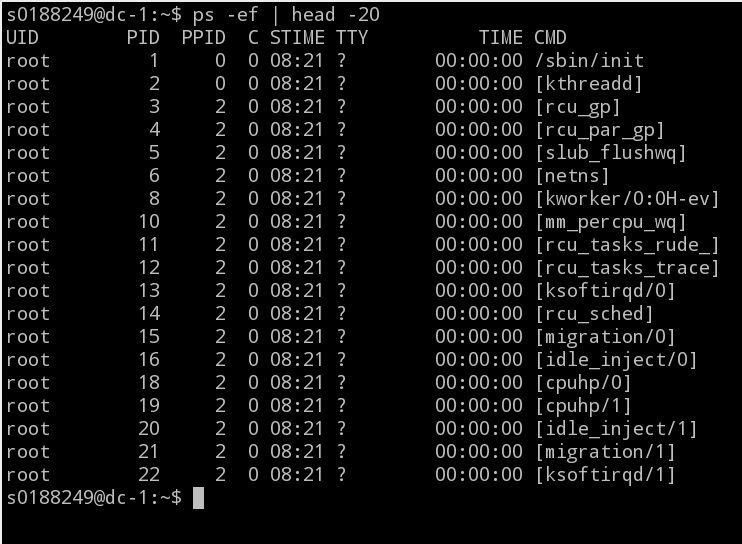 s0188249@dc-1:~$ ps -ef | head -20
UID        PID  PPID  C STIME TTY          TIME CMD
root         1     0  0 08:21 ?        00:00:00 /sbin/init
root         2     0  0 08:21 ?        00:00:00 [kthreadd]
root         3     2  0 08:21 ?        00:00:00 [rcu_gp]
root         4     2  0 08:21 ?        00:00:00 [rcu_par_gp]
root         5     2  0 08:21 ?        00:00:00 [slub_flushwq]
root         6     2  0 08:21 ?        00:00:00 [netns]
root         8     2  0 08:21 ?        00:00:00 [kworker/0:0H-ev]
root        10     2  0 08:21 ?        00:00:00 [mm_percpu_wq]
root        11     2  0 08:21 ?        00:00:00 [rcu_tasks_rude_]
root        12     2  0 08:21 ?        00:00:00 [rcu_tasks_trace]
root        13     2  0 08:21 ?        00:00:00 [ksoftirqd/0]
root        14     2  0 08:21 ?        00:00:00 [rcu_sched]
root        15     2  0 08:21 ?        00:00:00 [migration/0]
root        16     2  0 08:21 ?        00:00:00 [idle_inject/0]
root        18     2  0 08:21 ?        00:00:00 [cpuhp/0]
root        19     2  0 08:21 ?        00:00:00 [cpuhp/1]
root        20     2  0 08:21 ?        00:00:00 [idle_inject/1]
root        21     2  0 08:21 ?        00:00:00 [migration/1]
root        22     2  0 08:21 ?        00:00:00 [ksoftirqd/1]
s0188249@dc-1:~$